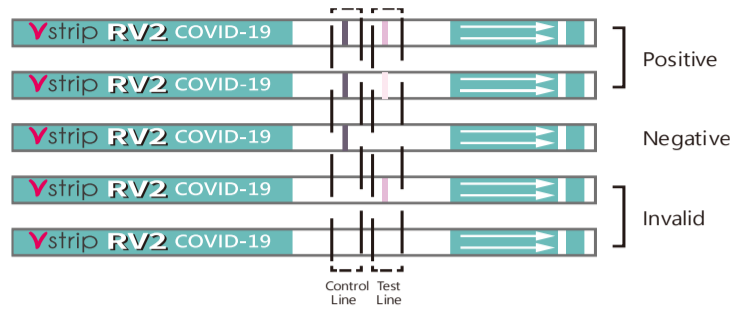 Vstrip RV2 COVID-19
Positive
Vstrip RV2 COVID-19
Vstrip RV2 COVID-19
Negative
Vstrip RV2 COVID-19
Invalid
Vstrip RV2 COVID-19
Control Line
Test Line